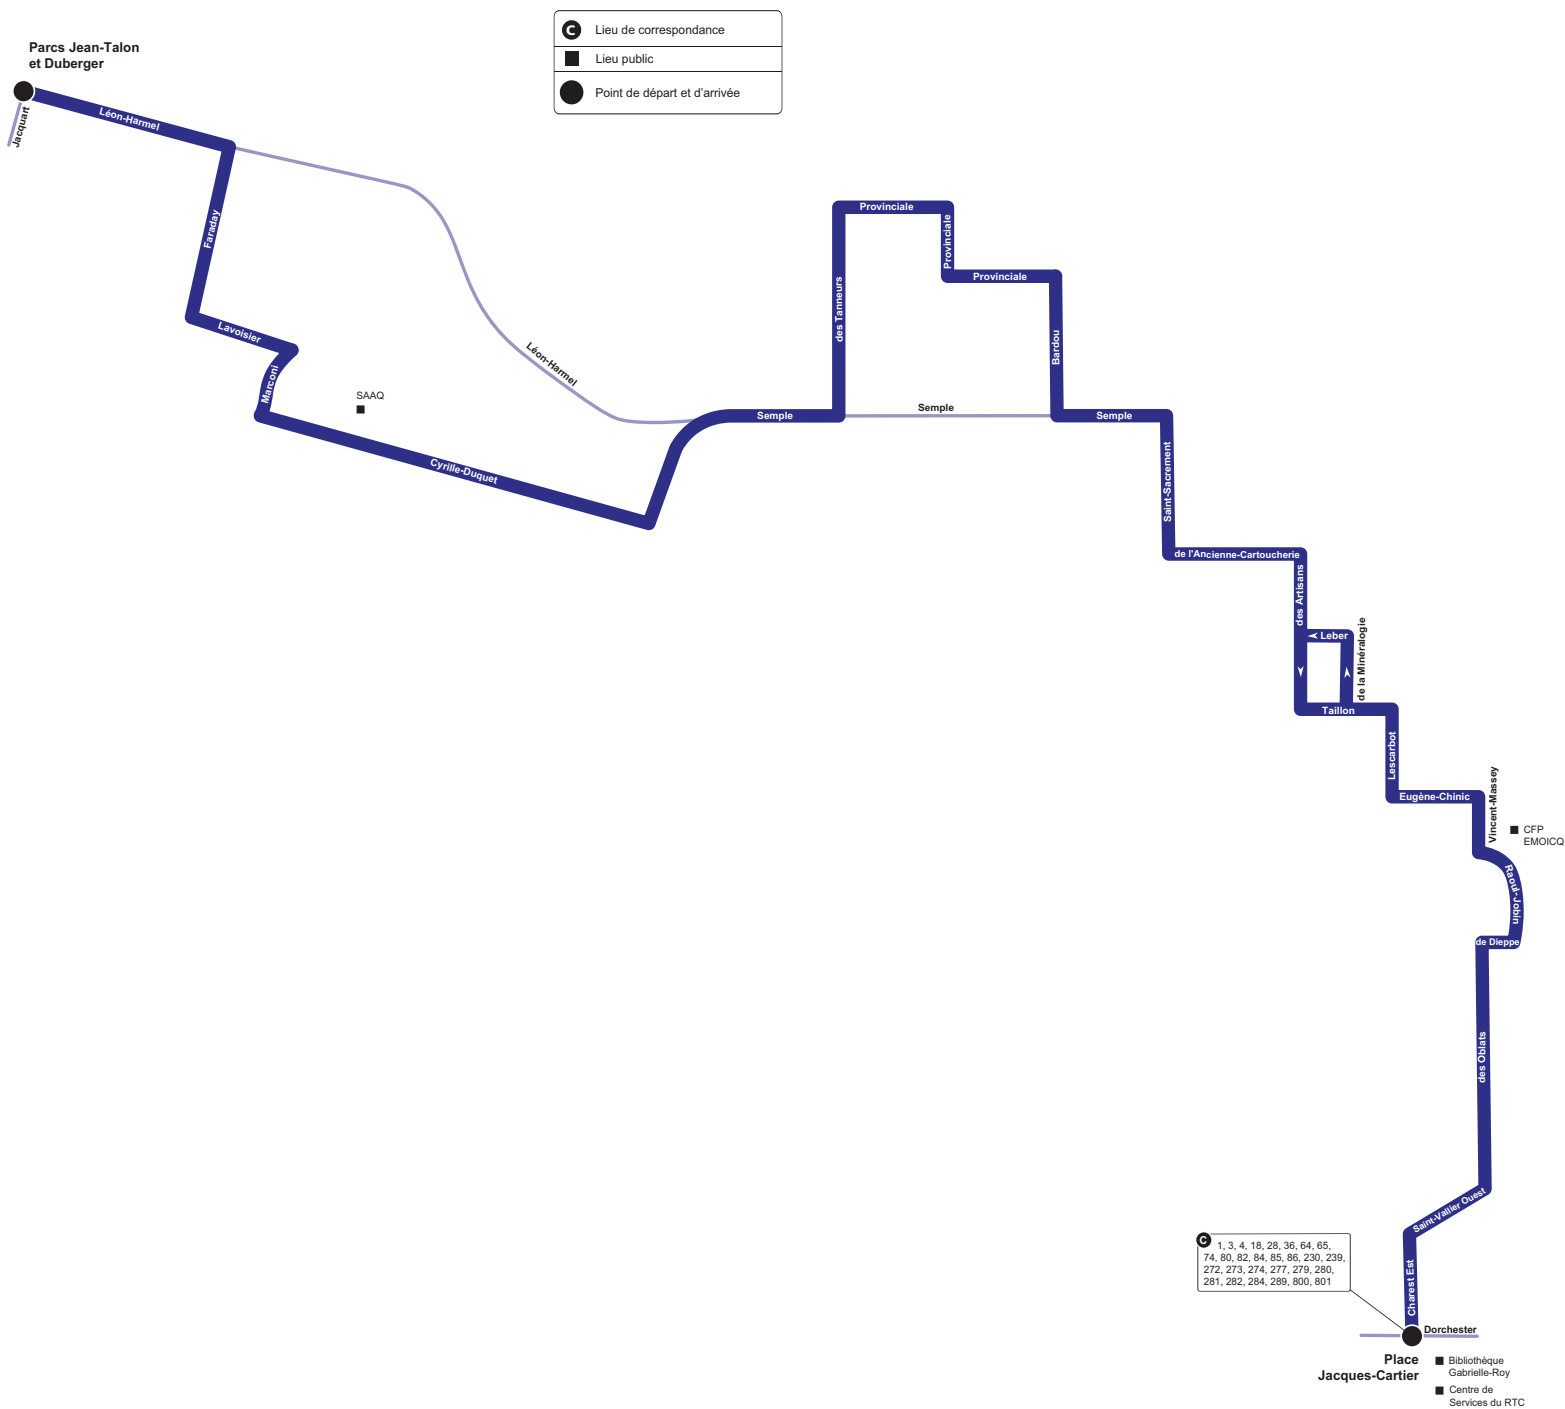 Lieu de correspondance
Lieu public
Point de départ et d'arrivée
Parcs Jean-Talon
et Duberger
Jacquart
Léon-Harmel
Faraday
Lavoisier
Marconi
SAAQ
Cyrille-Duquet
Léon-Harmel
Semple
des Tanneurs
Provinciale
Provinciale
Provinciale
Bardou
Semple
Semple
Saint-Sacrement
de l'Ancienne-Cartoucherie
des Artisans
Leber
de la Minéralogie
Taillon
Lescarbot
Eugène-Chinic
Vincent-Massey
CFP
EMOICQ
Raoul-Jobin
de Dieppe
des Oblats
Saint-Vallier Ouest
Charest Est
C 1, 3, 4, 18, 28, 36, 64, 65,
74, 80, 82, 84, 85, 86, 230, 239,
272, 273, 274, 277, 279, 280,
281, 282, 284, 289, 800, 801
Dorchester
Place
Jacques-Cartier
Bibliothèque
Gabrielle-Roy
Centre de
Services du RTC